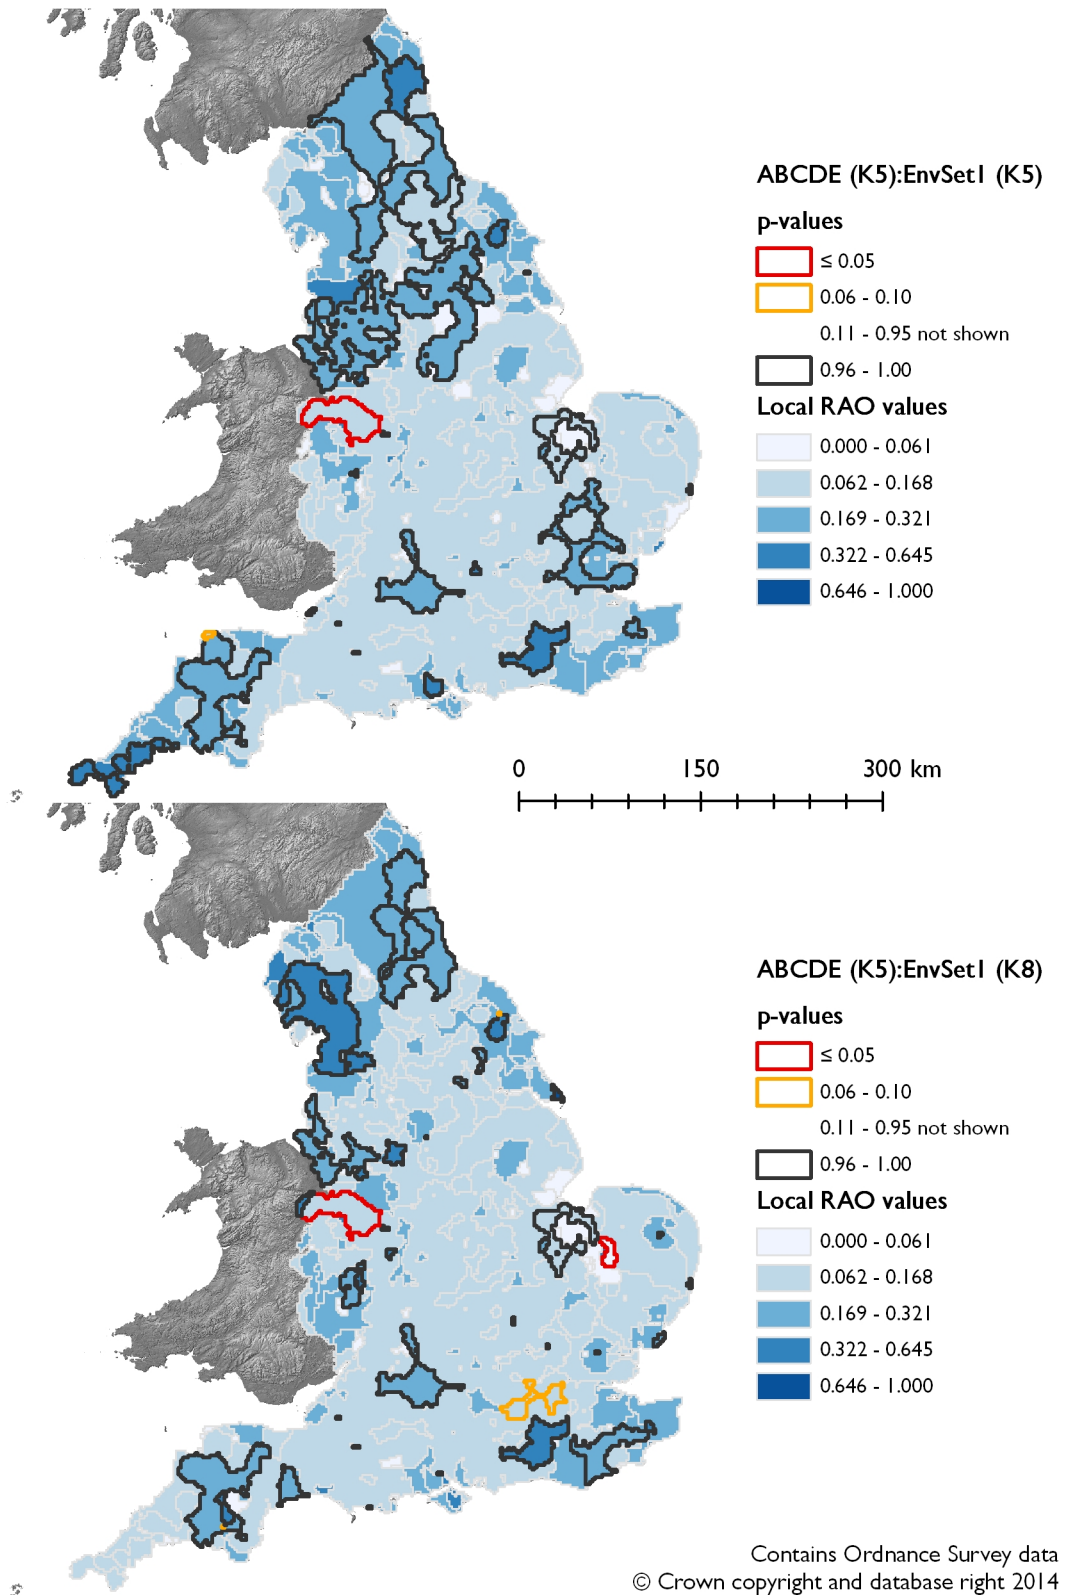 ABCDE (K5):EnvSet1 (K5)
p-values
≤ 0.05
0.06 - 0.10
0.11 - 0.95 not shown
0.96 - 1.00
Local RAO values
0.000 - 0.061
0.062 - 0.168
0.169 - 0.321
0.322 - 0.645
0.646 - 1.000
0 150 300 km
ABCDE (K5):EnvSet1 (K8)
p-values
≤ 0.05
0.06 - 0.10
0.11 - 0.95 not shown
0.96 - 1.00
Local RAO values
0.000 - 0.061
0.062 - 0.168
0.169 - 0.321
0.322 - 0.645
0.646 - 1.000
Contains Ordnance Survey data
© Crown copyright and database right 2014